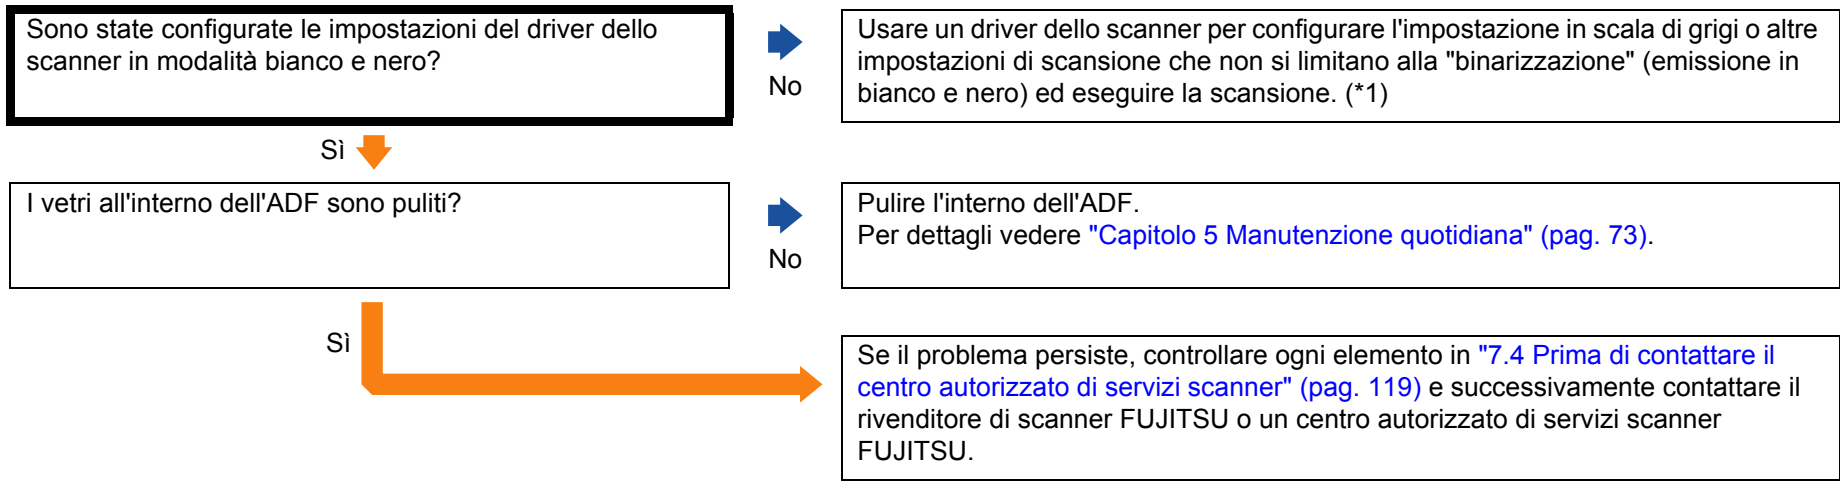 Sono state configurate le impostazioni del driver dello
scanner in modalità bianco e nero?
No
Usare un driver dello scanner per configurare l'impostazione in scala di grigi o altre
impostazioni di scansione che non si limitano alla "binarizzazione" (emissione in
bianco e nero) ed eseguire la scansione. (*1)
Sì
I vetri all'interno dell'ADF sono puliti?
No
Pulire l'interno dell'ADF.
Per dettagli vedere "Capitolo 5 Manutenzione quotidiana" (pag. 73).
Sì
Se il problema persiste, controllare ogni elemento in "7.4 Prima di contattare il
centro autorizzato di servizi scanner" (pag. 119) e successivamente contattare il
rivenditore di scanner FUJITSU o un centro autorizzato di servizi scanner
FUJITSU.